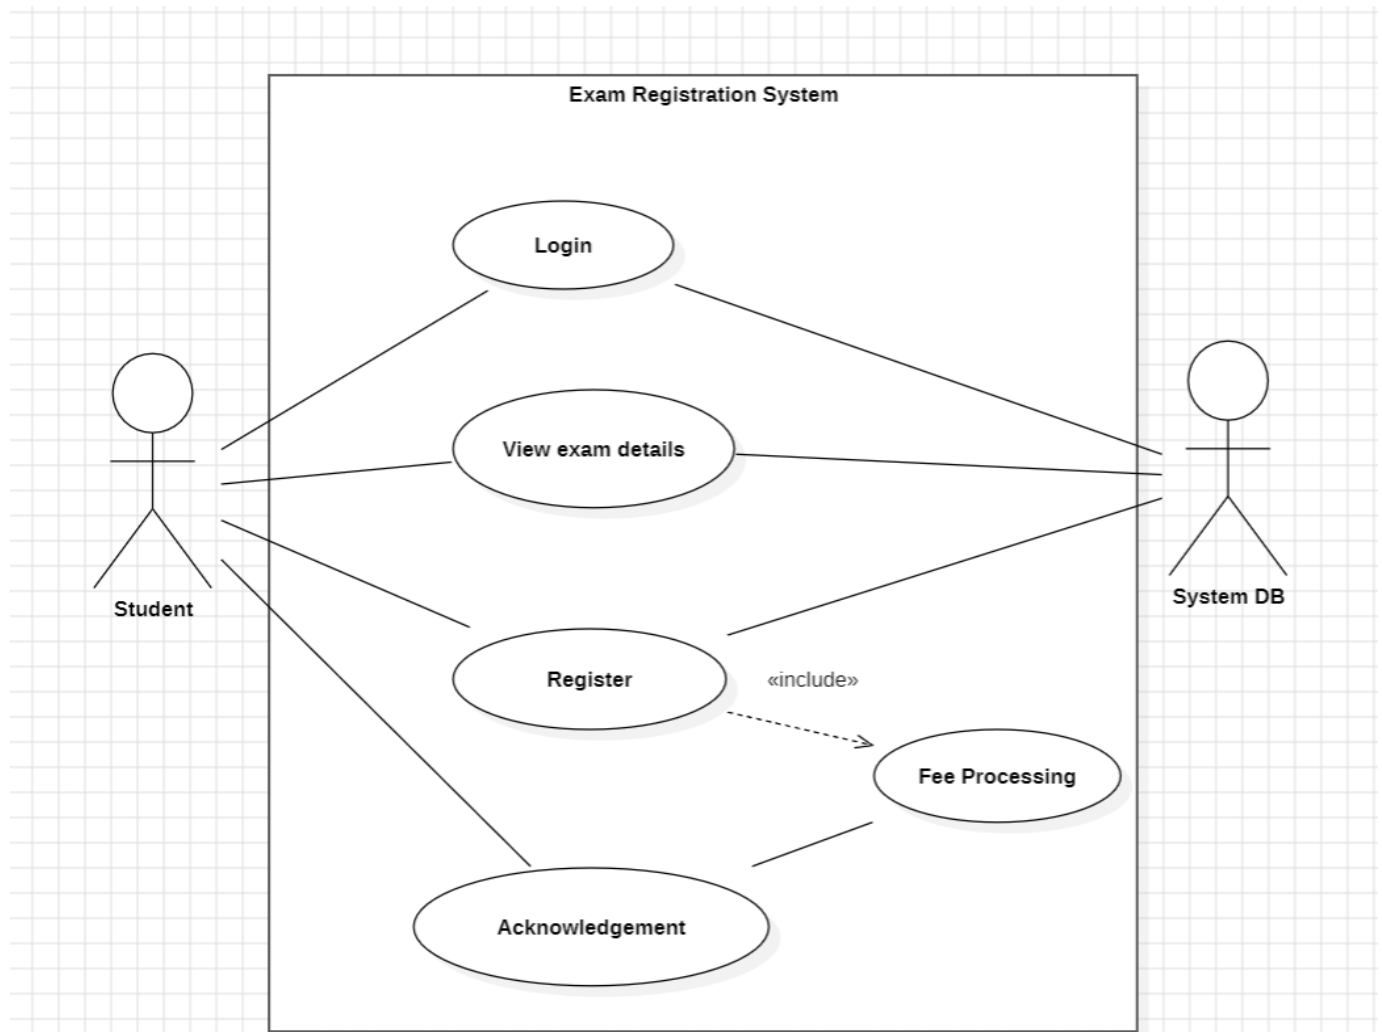 Exam Registration System
Login
View exam details
Student
System DB
Register
«include»
Fee Processing
Acknowledgement